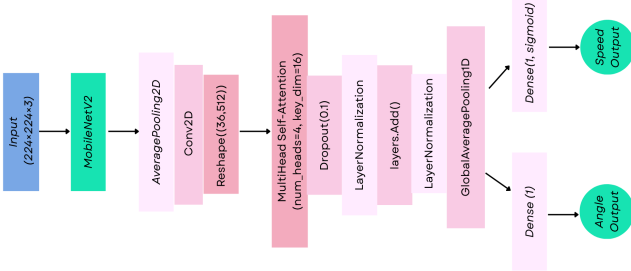 Input
(224×224×3)
MobileNetV2
AveragePooling2D
Conv2D
Reshape((36,512))
MultiHead Self-Attention
(num_heads=4, key_dim=16)
Dropout(0.1)
LayerNormalization
layers.Add()
LayerNormalization
GlobalAveragePooling1D
Dense(1, sigmoid)
Speed
Output
Dense (1)
Angle
Output